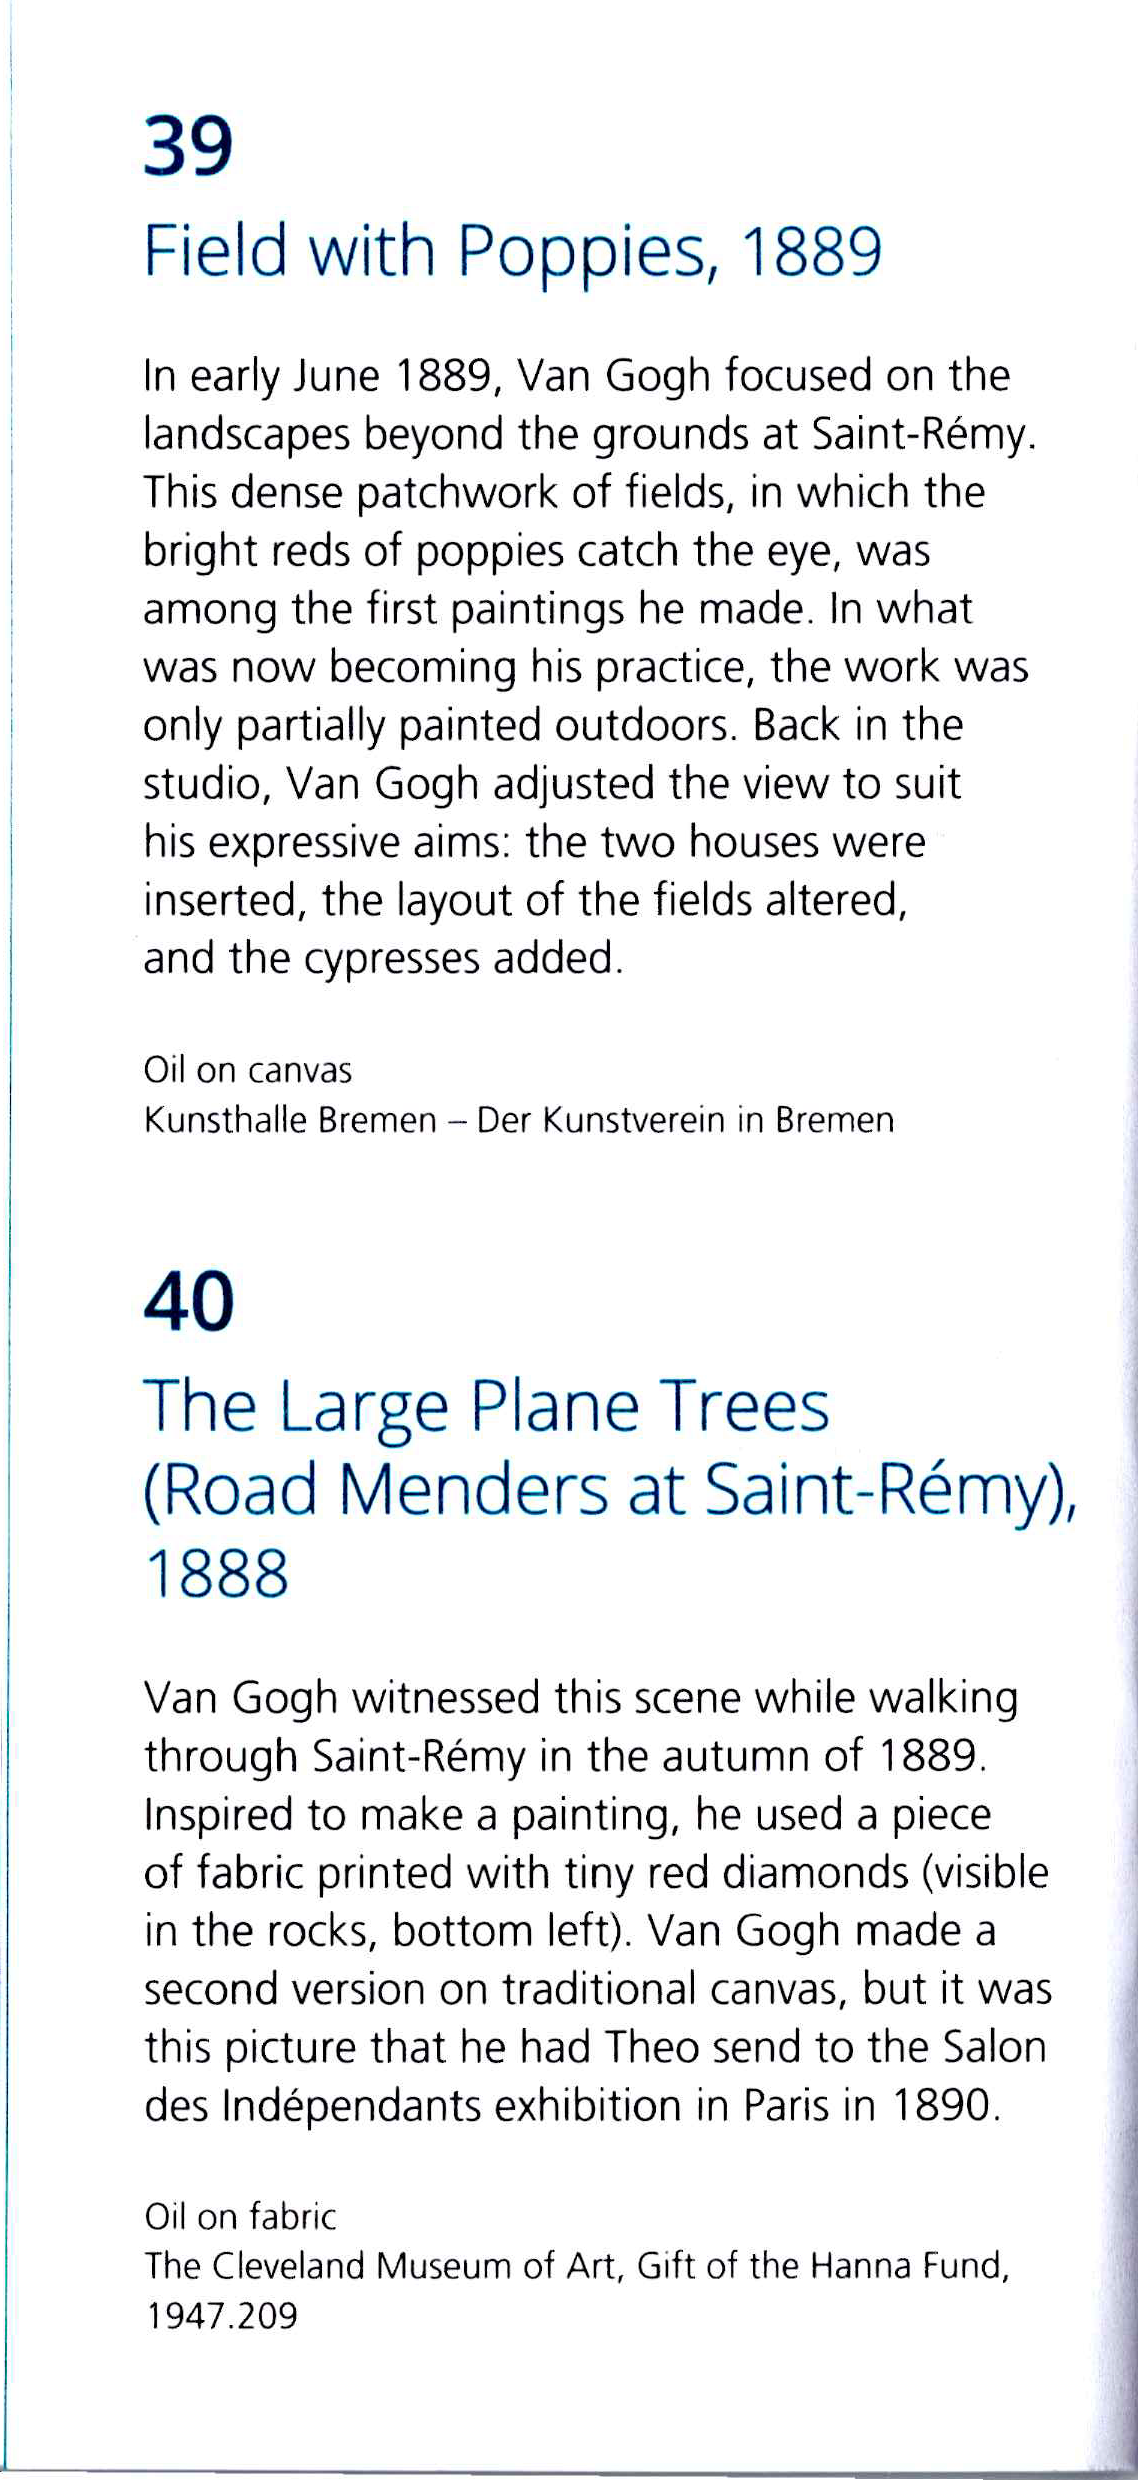 39
Field with Poppies, 1889
In early June 1889, Van Gogh focused on the
landscapes beyond the grounds at Saint-Rémy.
This dense patchwork of fields, in which the
bright reds of poppies catch the eye, was
among the first paintings he made. In what
was now becoming his practice, the work was
only partially painted outdoors. Back in the
studio, Van Gogh adjusted the view to suit
his expressive aims: the two houses were
inserted, the layout of the fields altered,
and the cypresses added.
Oil on canvas
Kunsthalle Bremen – Der Kunstverein in Bremen
40
The Large Plane Trees
(Road Menders at Saint-Rémy),
1888
Van Gogh witnessed this scene while walking
through Saint-Rémy in the autumn of 1889.
Inspired to make a painting, he used a piece
of fabric printed with tiny red diamonds (visible
in the rocks, bottom left). Van Gogh made a
second version on traditional canvas, but it was
this picture that he had Theo send to the Salon
des Indépendants exhibition in Paris in 1890.
Oil on fabric
The Cleveland Museum of Art, Gift of the Hanna Fund,
1947.209